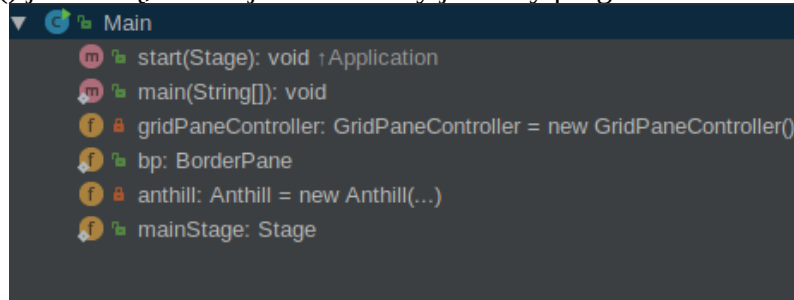 Main
start(Stage): void ↑Application
main(String[]): void
gridPaneController: GridPaneController = new GridPaneController()
bp: BorderPane
anthill: Anthill = new Anthill(...)
mainStage: Stage